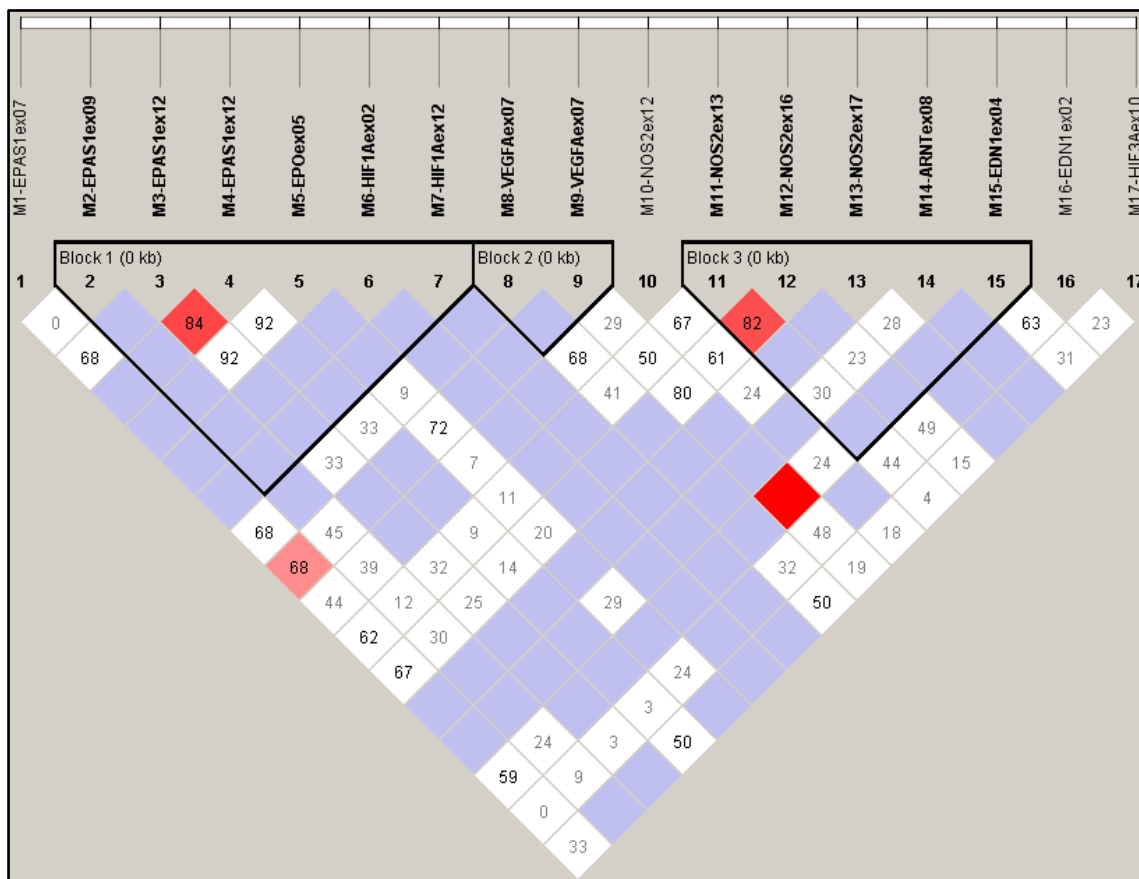 M1-EPAS1ex07
M2-EPAS1ex09
M3-EPAS1ex12
M4-EPAS1ex12
M5-EPOex05
M6-HIF1Aex02
M7-HIF1Aex12
M8-VEGFAex07
M9-VEGFAex07
M10-NOS2ex12
M11-NOS2ex13
M12-NOS2ex16
M13-NOS2ex17
M14-ARNTex08
M15-EDN1ex04
M16-EDN1ex02
M17-HIF3Aex10
Block 1 (0 kb) Block 2 (0 kb) Block 3 (0 kb)
1 2 3 4 5 6 7 8 9 10 11 12 13 14 15 16 17
0 84 92 29 67 82 28 63 23
68 92 68 50 61 23 31
9 41 80 24 30
33 72 49
33 7 24 44 15
11 4
68 45 9 20 48 18
68 39 32 14 32 19
44 12 25 29 50
62 30
67 24
3
24 3 50
59 9
0
33